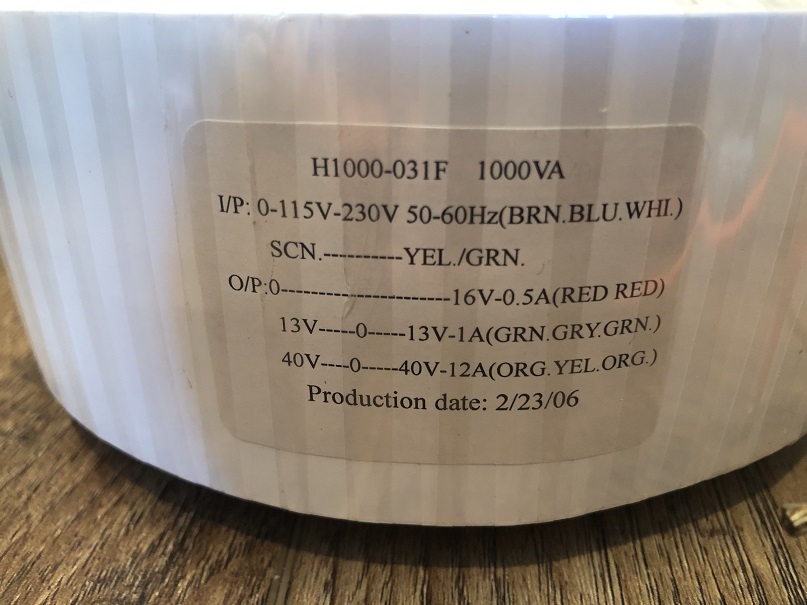 H1000-031F 1000VA
I/P: 0-115V-230V 50-60Hz(BRN.BLU.WHI.)
SCN.----------YEL./GRN.
O/P:0-----------------------16V-0.5A(RED RED)
13V-----0-----13V-1A(GRN.GRY.GRN.)
40V----0-----40V-12A(ORG.YEL.ORG.)
Production date: 2/23/06